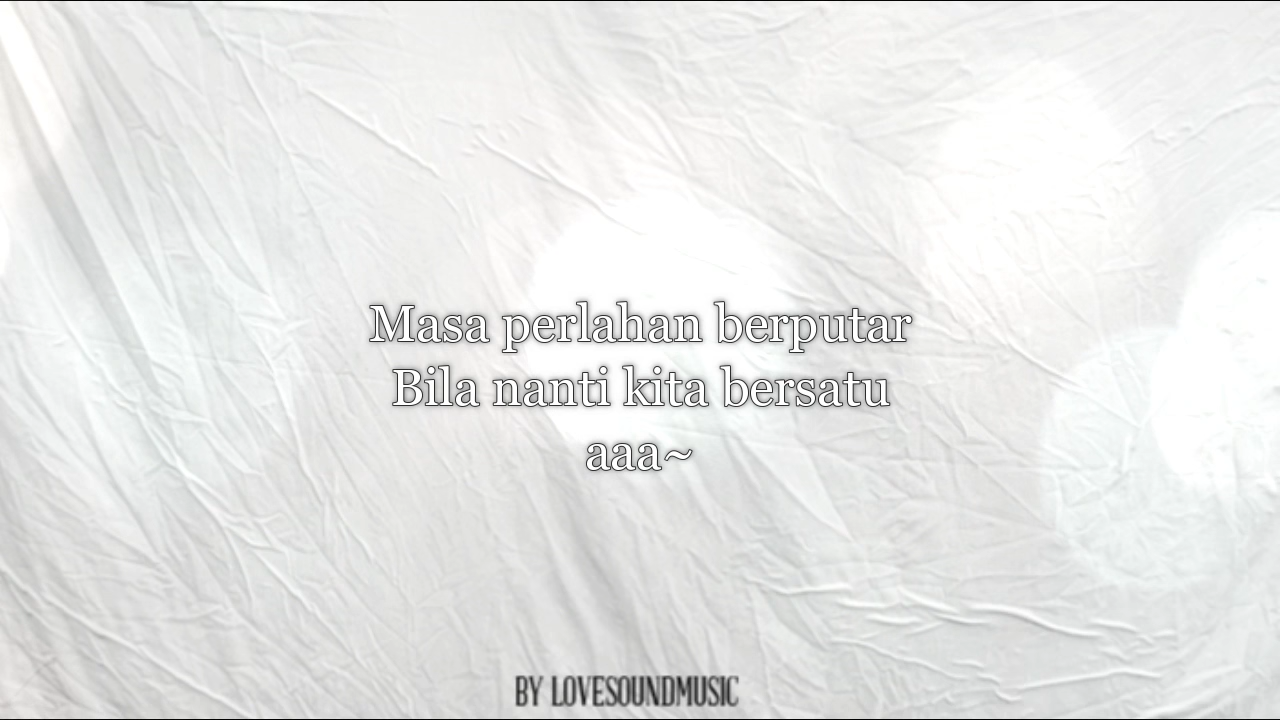 Masa perlahan berputar
Bila nanti kita bersatu
aaa~
BY LOVESOUNDMUSIC